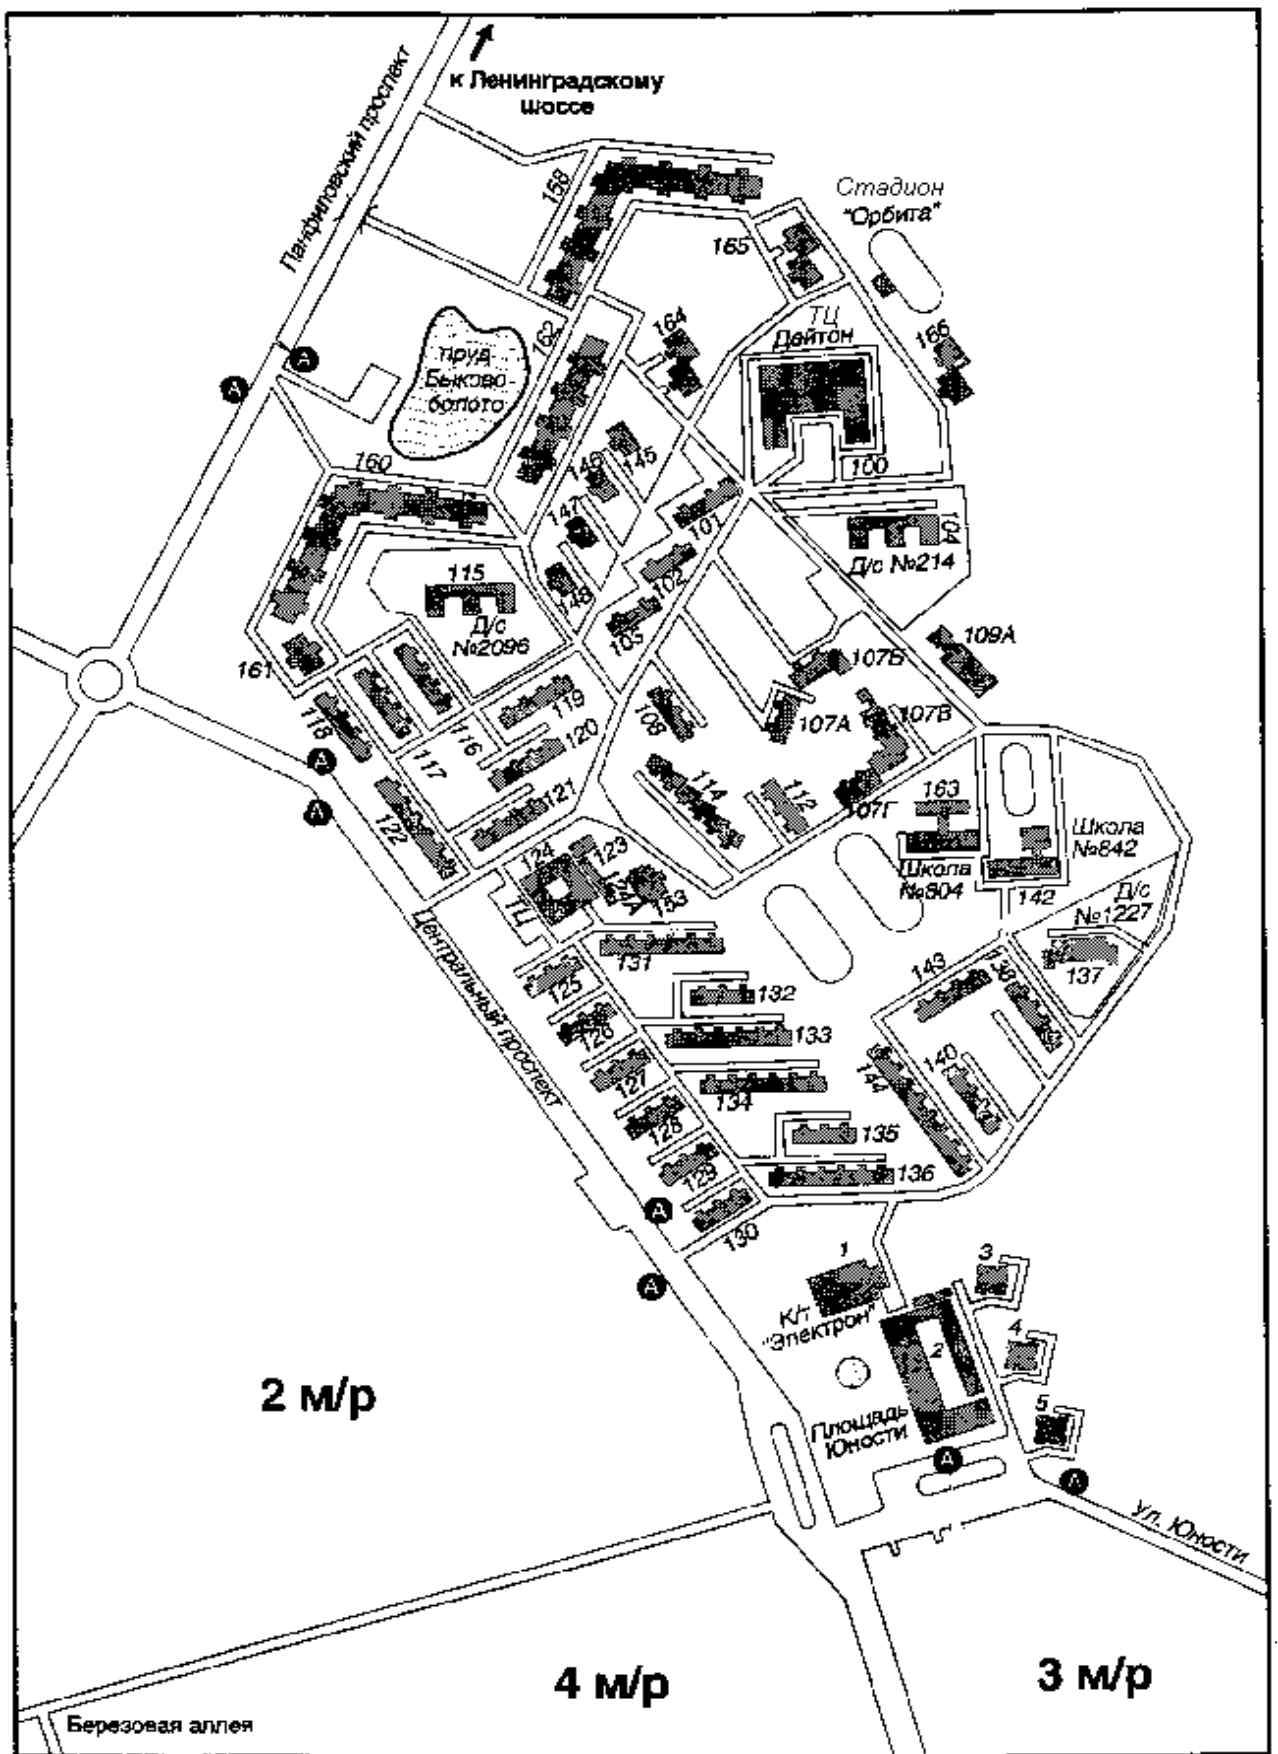 к Ленинградскому
шоссе
Панфиловский проспект
158
Стадион
"Орбита"
165
ТЦ
Дейтон
164
166
162
пруд
Быково
болото
А
А
160
145
146
100
147
101
104
Д/с №214
102
148
115
Д/с
№2096
103
109А
107Б
161
119
108
107А
107В
118
116
120
117
114
112
А
А
121
107Г
163
122
Школа
№842
124
123
Школа
№804
142
124А
153
ТЦ
Д/с
№1227
131
137
143
138
125
132
Центральный проспект
126
133
140
127
144
134
128
135
129
136
А
130
1
3
А
К/т
"Электрон"
2
4
2 м/р
5
Площадь
Юности
А
А
Ул. Юности
4 м/р
3 м/р
Березовая аллея